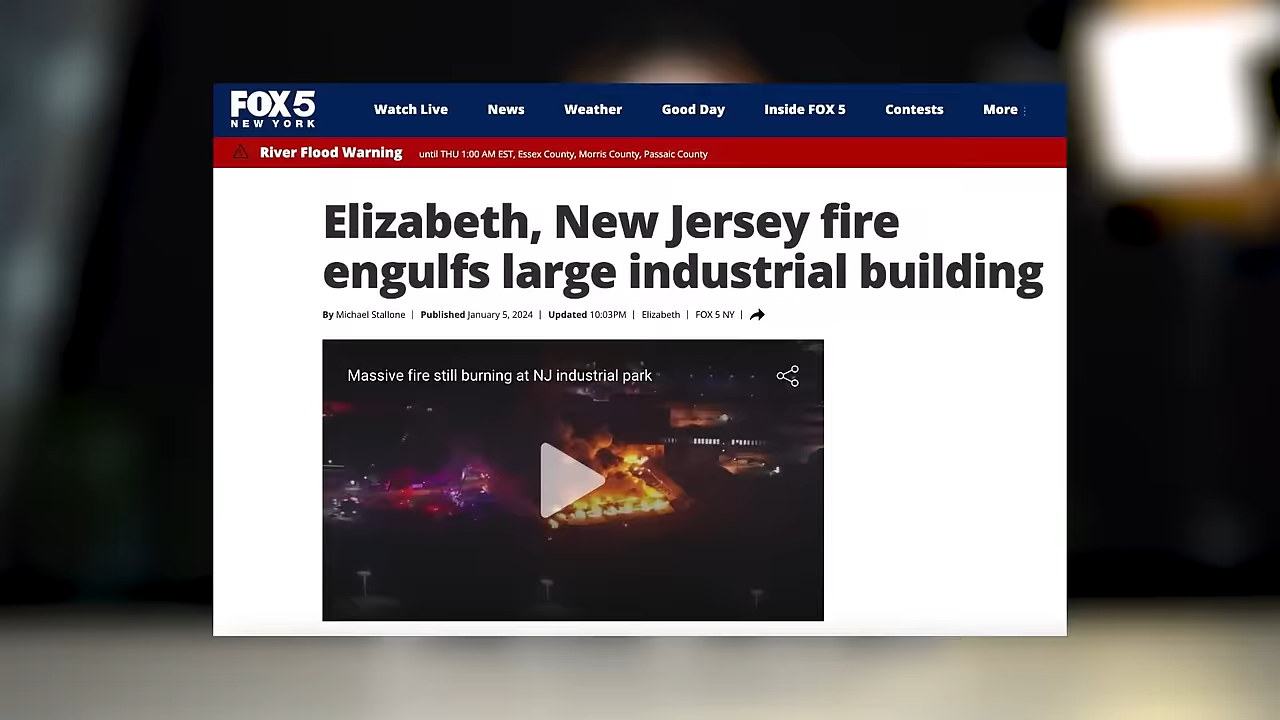 FOX 5
NEW YORK
Watch Live News Weather Good Day Inside FOX 5 Contests More
River Flood Warning until THU 1:00 AM EST, Essex County, Morris County, Passaic County
Elizabeth, New Jersey fire
engulfs large industrial building
By Michael Stallone | Published January 5, 2024 | Updated 10:03PM | Elizabeth | FOX 5 NY |
Massive fire still burning at NJ industrial park